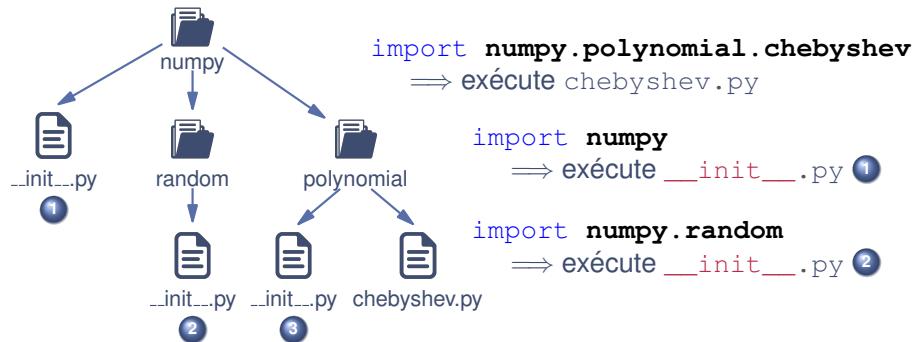 numpy
__init__.py
1
random
polynomial
__init__.py
2
__init__.py
3
chebyshev.py
import numpy.polynomial.chebyshev
⟹ exécute chebyshev.py
import numpy
⟹ exécute __init__.py 1
import numpy.random
⟹ exécute __init__.py 2